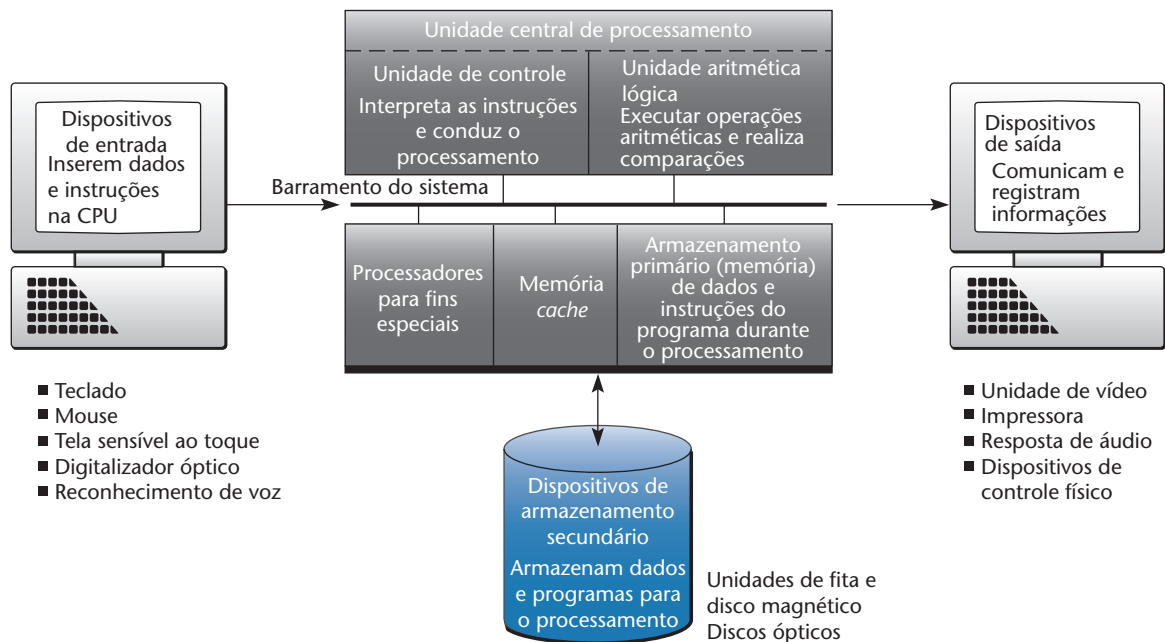 Unidade central de processamento
Unidade de controle
Interpreta as instruções
e conduz o
processamento
Unidade aritmética
lógica
Executar operações
aritméticas e realiza
comparações
Dispositivos
de entrada
Inserem dados
e instruções
na CPU
Barramento do sistema
Dispositivos
de saída
Comunicam e
registram
informações
Processadores
para fins
especiais
Memória
cache
Armazenamento
primário (memória)
de dados e
instruções do
programa durante
o processamento
■ Teclado
■ Mouse
■ Tela sensível ao toque
■ Digitalizador óptico
■ Reconhecimento de voz
■ Unidade de vídeo
■ Impressora
■ Resposta de áudio
■ Dispositivos de
controle físico
Dispositivos de
armazenamento
secundário
Armazenam dados
e programas para
o processamento
Unidades de fita e
disco magnético
Discos ópticos